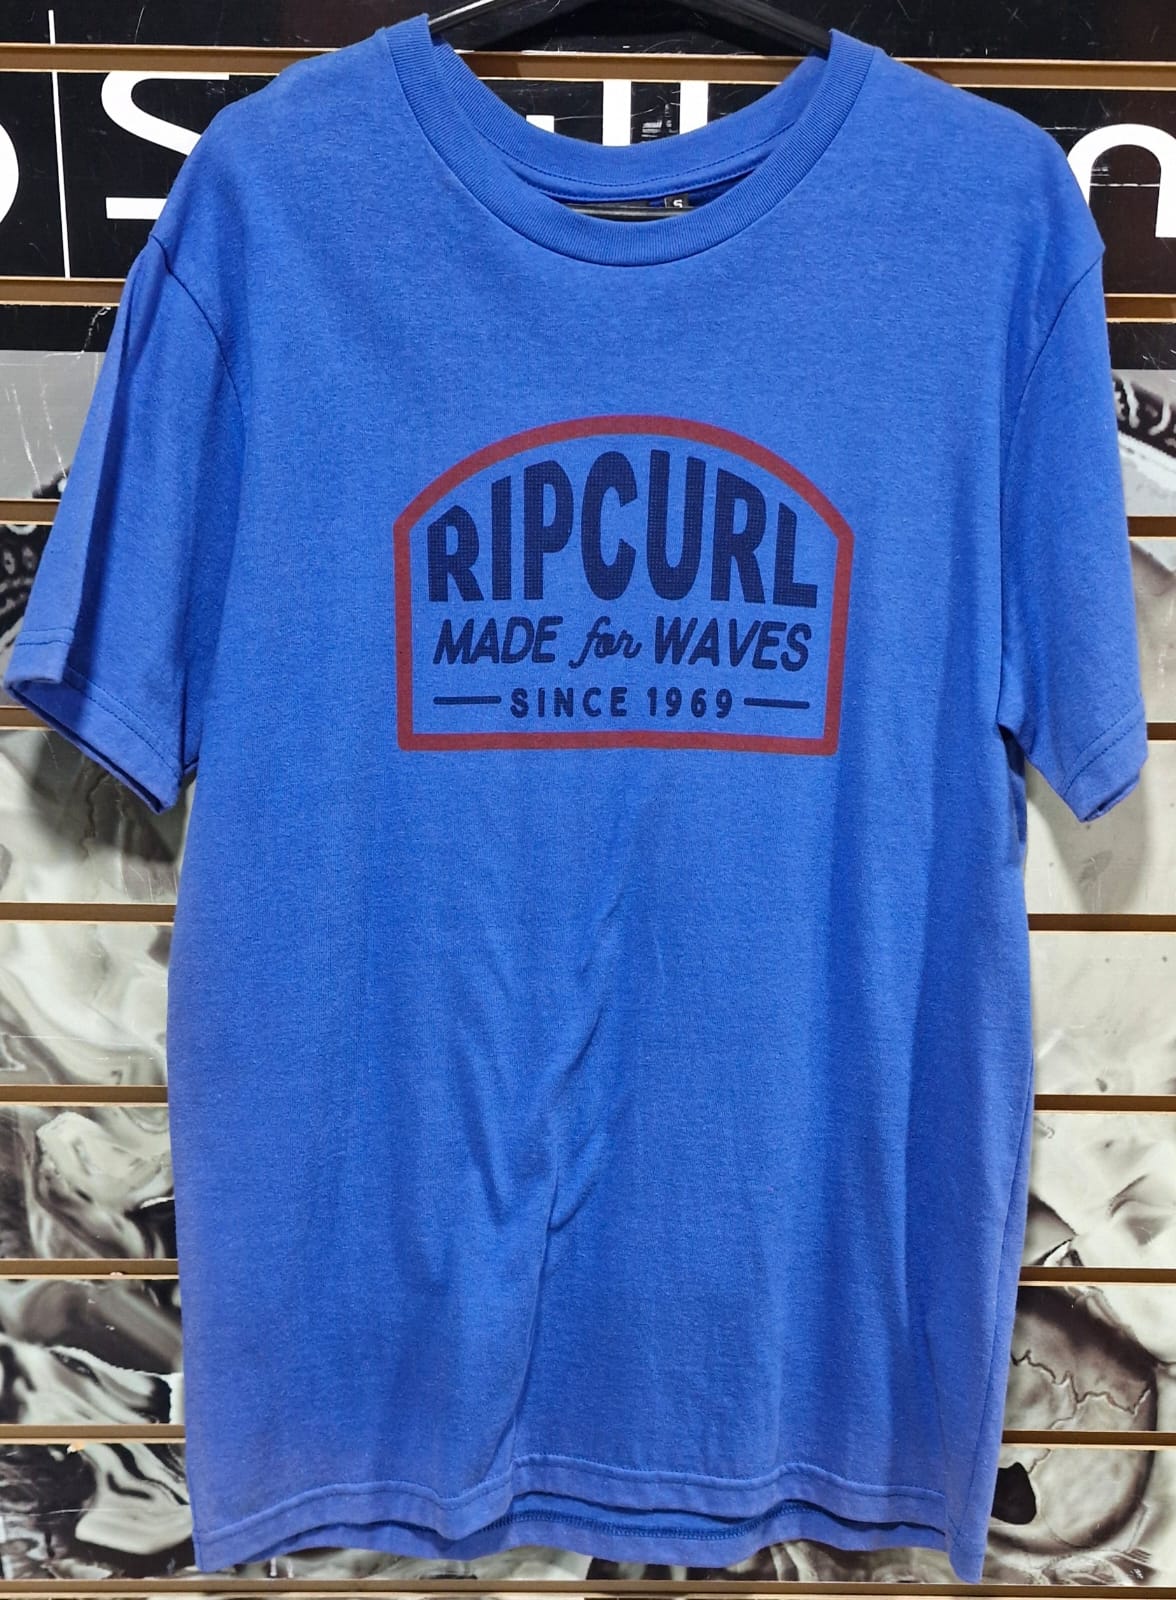 S
RIPCURL
MADE for WAVES
SINCE 1969